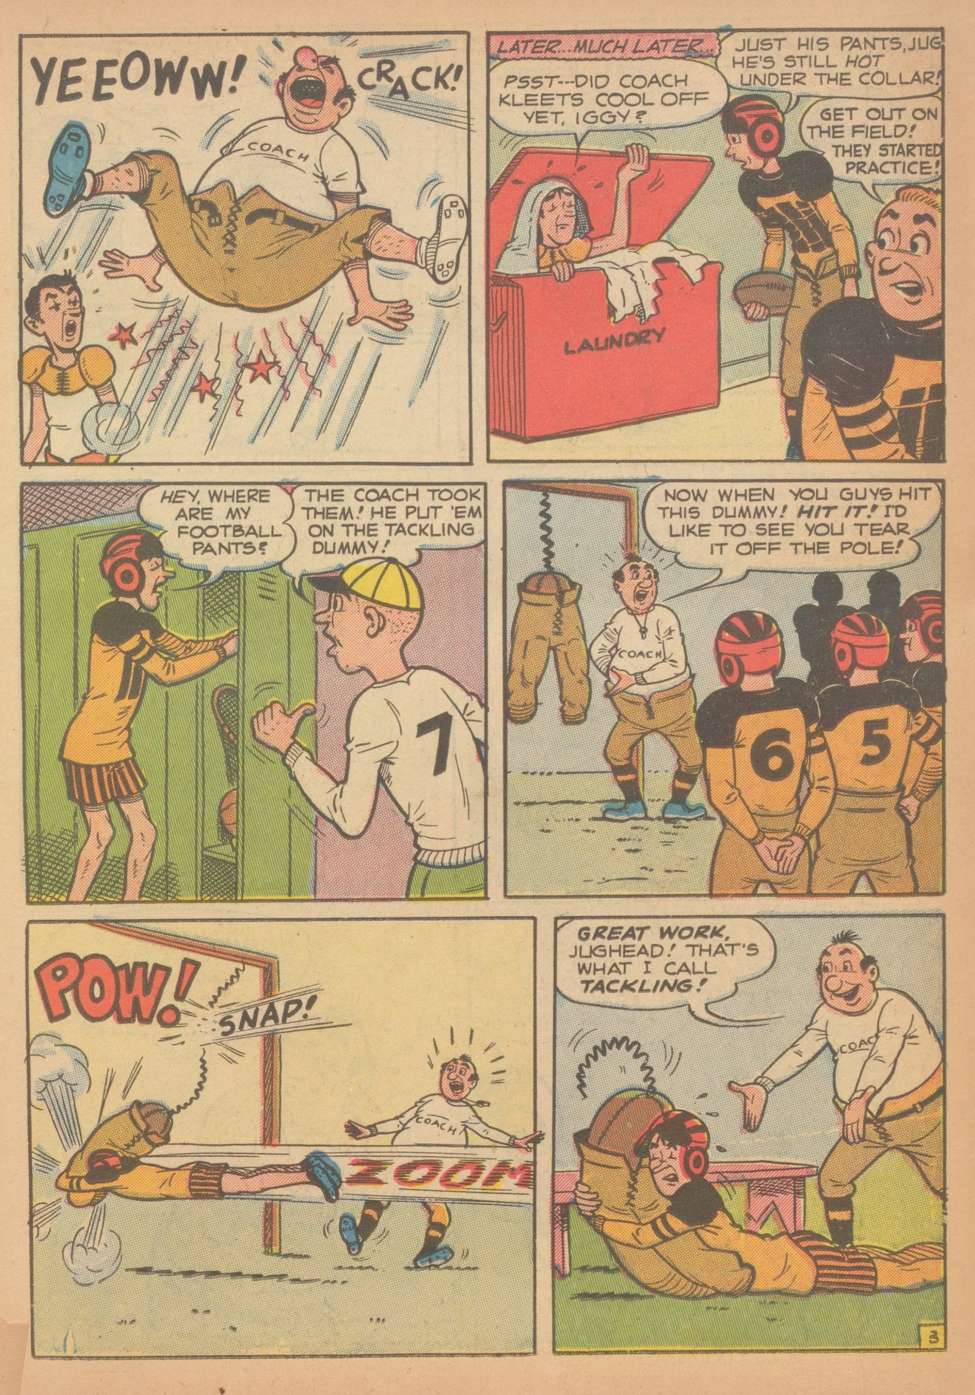 YEEOWW!
CRACK!
COACH
LATER...MUCH LATER...
PSST---DID COACH
KLEETS COOL OFF
YET, IGGY?
JUST HIS PANTS, JUG
HE'S STILL HOT
UNDER THE COLLAR!
GET OUT ON
THE FIELD!
THEY STARTED
PRACTICE!
LAUNDRY
HEY, WHERE
ARE MY
FOOTBALL
PANTS?
THE COACH TOOK
THEM! HE PUT 'EM
ON THE TACKLING
DUMMY!
7
NOW WHEN YOU GUYS HIT
THIS DUMMY! HIT IT! I'D
LIKE TO SEE YOU TEAR
IT OFF THE POLE!
COACH
6
5
POW!
SNAP!
COACH
ZOOM
GREAT WORK,
JUGHEAD! THAT'S
WHAT I CALL
TACKLING!
COAC
3